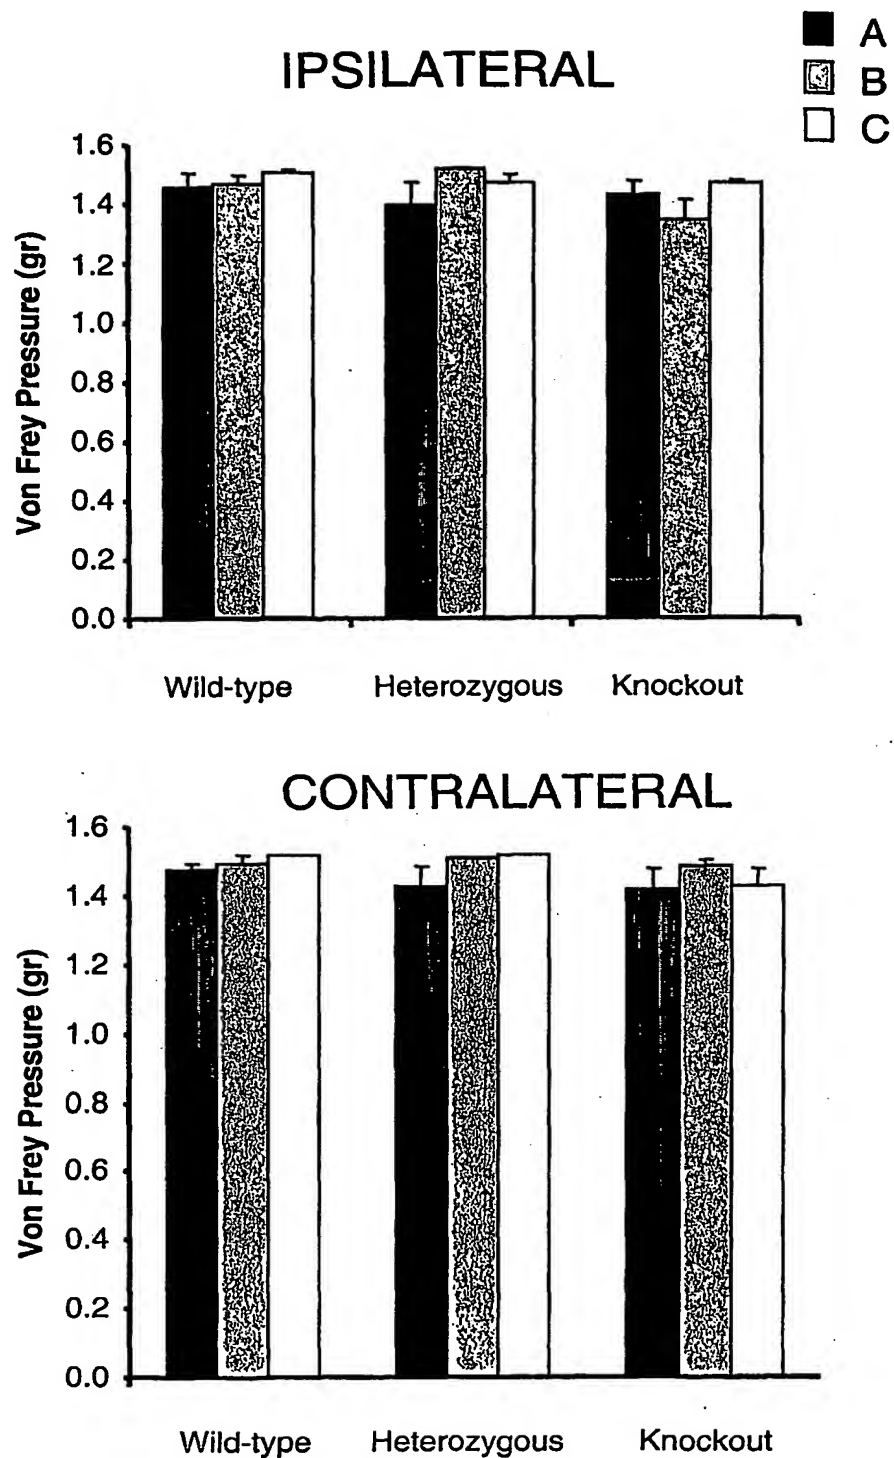 A
IPSILATERAL
B
C
1.6
1.4
1.2
1.0
0.8
0.6
0.4
0.2
0.0
Von Frey Pressure (gr)
Wild-type Heterozygous Knockout
CONTRALATERAL
1.6
1.4
1.2
1.0
0.8
0.6
0.4
0.2
0.0
Von Frey Pressure (gr)
Wild-type Heterozygous Knockout